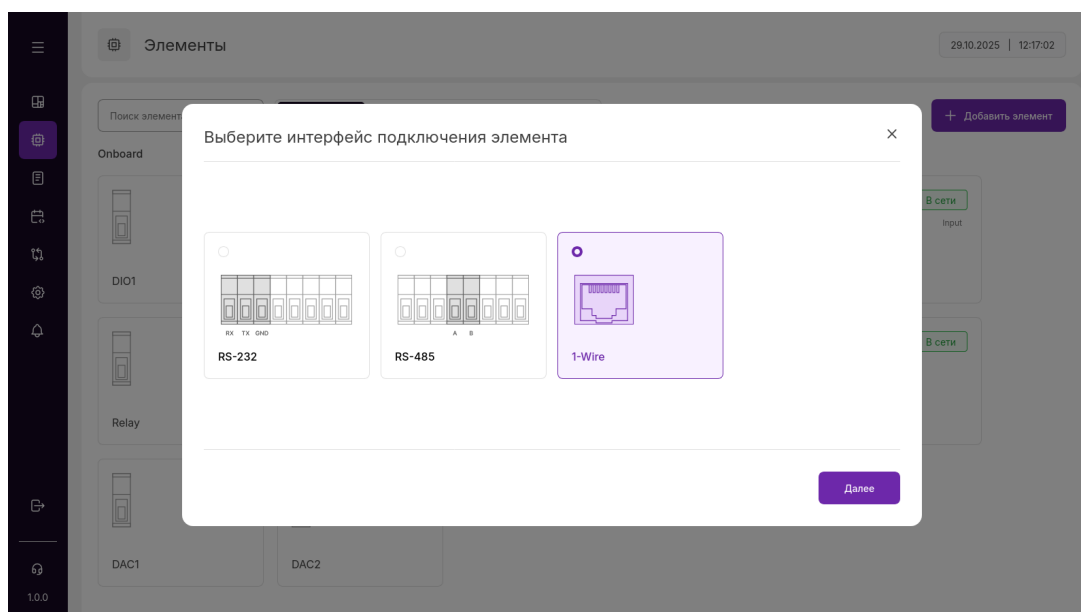 Элементы
29.10.2025 | 12:17:02
Поиск элемент
Добавить элемент
Onboard
Выберите интерфейс подключения элемента
В сети
Input
DIO1
RX TX GND
RS-232
A B
RS-485
1-Wire
В сети
Relay
Далее
DAC1
DAC2
1.0.0